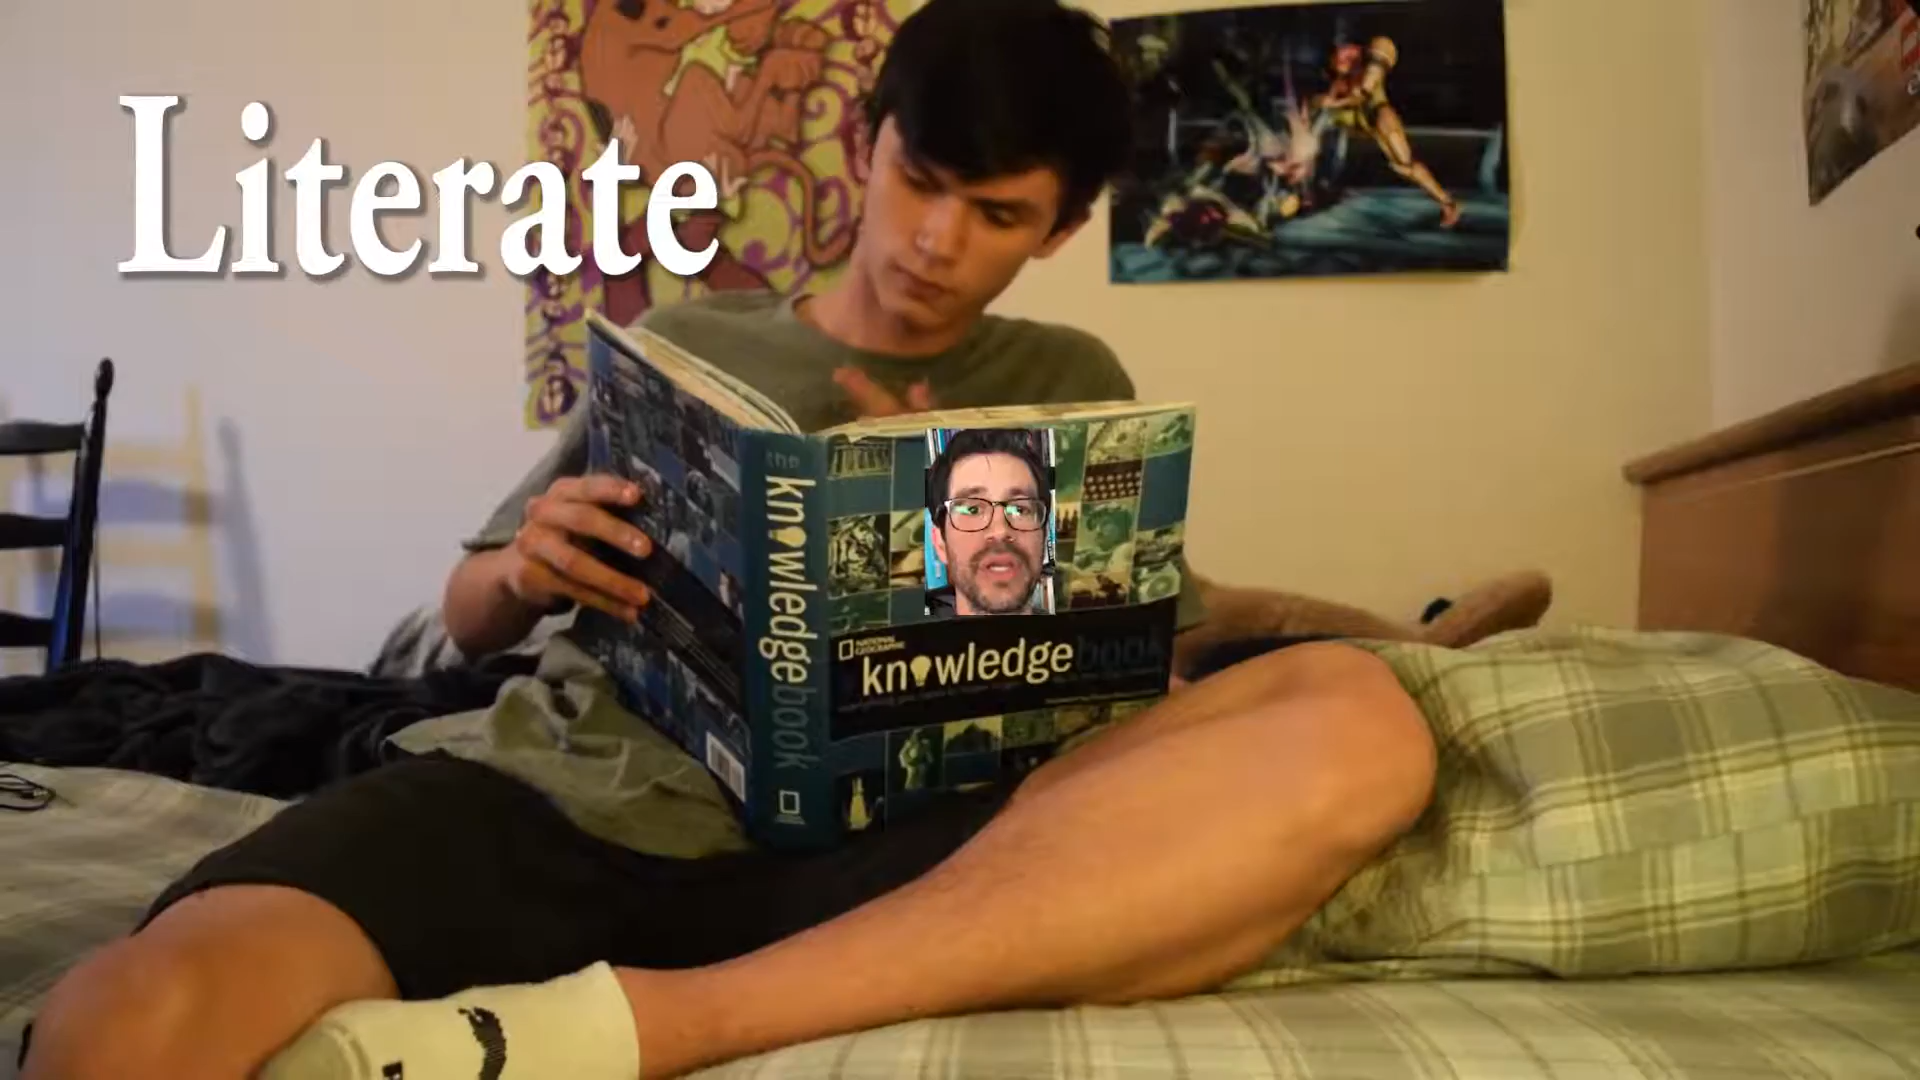 Literate
the
knowledgebook
NATIONAL
GEOGRAPHIC
knowledgebook